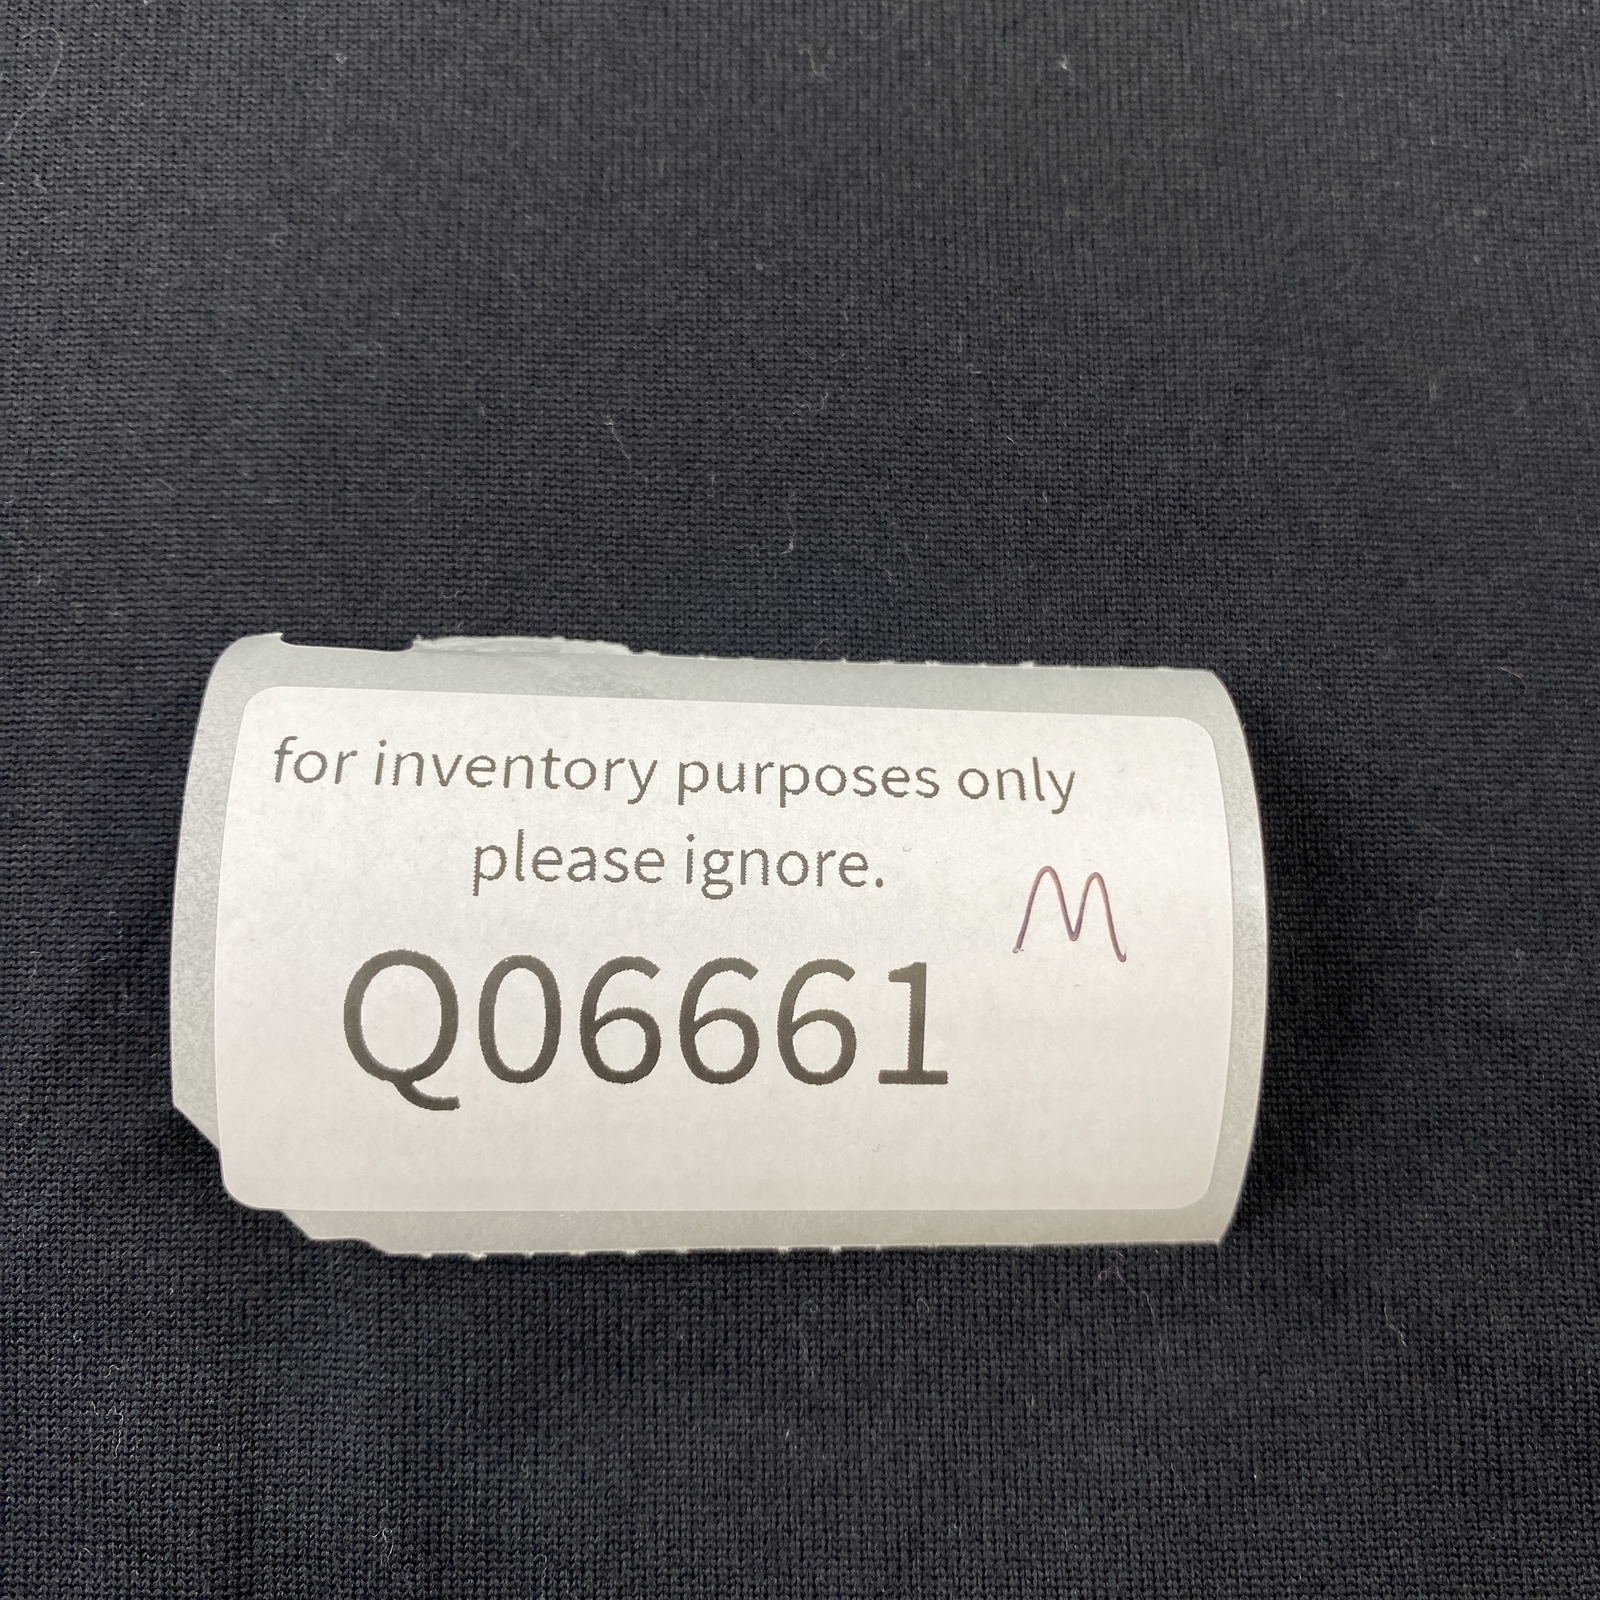 for inventory purposes only
please ignore.
M
Q06661